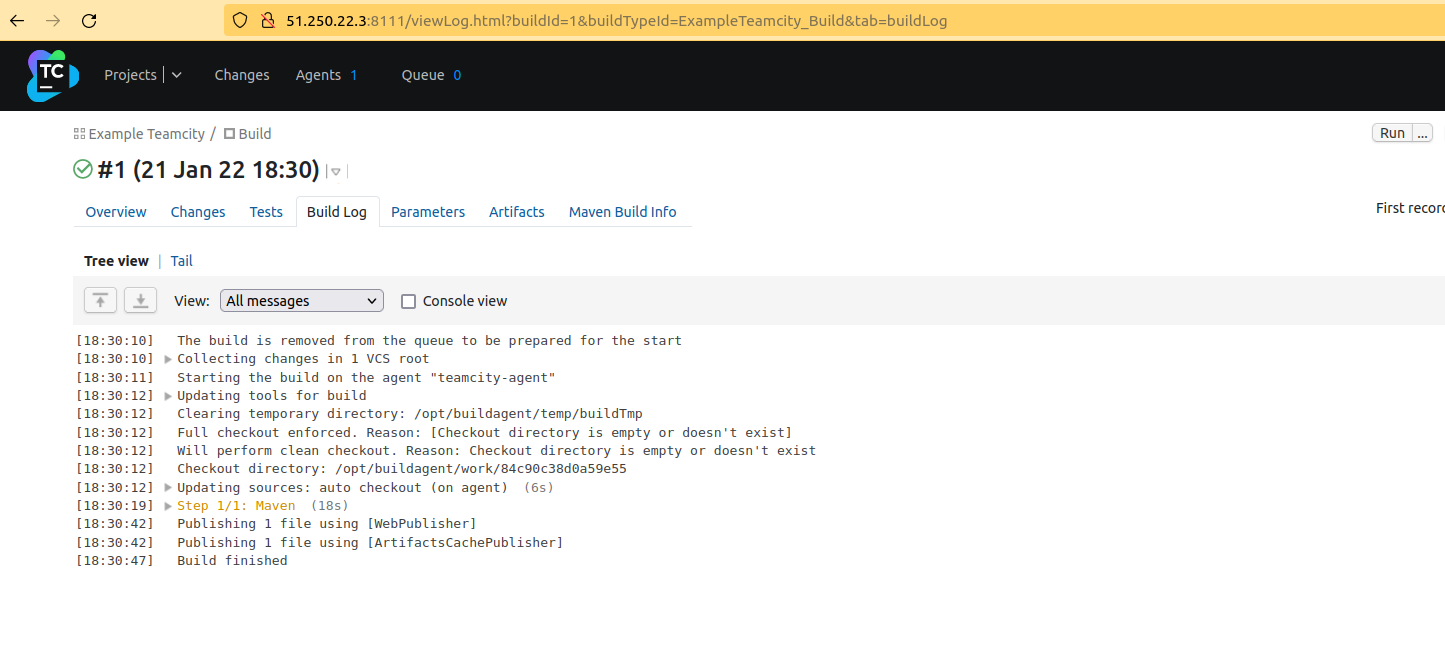 51.250.22.3:8111/viewLog.html?buildId=1&buildTypeId=ExampleTeamcity_Build&tab=buildLog
TC Projects Changes Agents 1 Queue 0
Example Teamcity / Build Run ...
#1 (21 Jan 22 18:30)
Overview Changes Tests Build Log Parameters Artifacts Maven Build Info First recor
Tree view | Tail
View: All messages Console view
[18:30:10] The build is removed from the queue to be prepared for the start
[18:30:10] Collecting changes in 1 VCS root
[18:30:11] Starting the build on the agent "teamcity-agent"
[18:30:12] Updating tools for build
[18:30:12] Clearing temporary directory: /opt/buildagent/temp/buildTmp
[18:30:12] Full checkout enforced. Reason: [Checkout directory is empty or doesn't exist]
[18:30:12] Will perform clean checkout. Reason: Checkout directory is empty or doesn't exist
[18:30:12] Checkout directory: /opt/buildagent/work/84c90c38d0a59e55
[18:30:12] Updating sources: auto checkout (on agent) (6s)
[18:30:19] Step 1/1: Maven (18s)
[18:30:42] Publishing 1 file using [WebPublisher]
[18:30:42] Publishing 1 file using [ArtifactsCachePublisher]
[18:30:47] Build finished